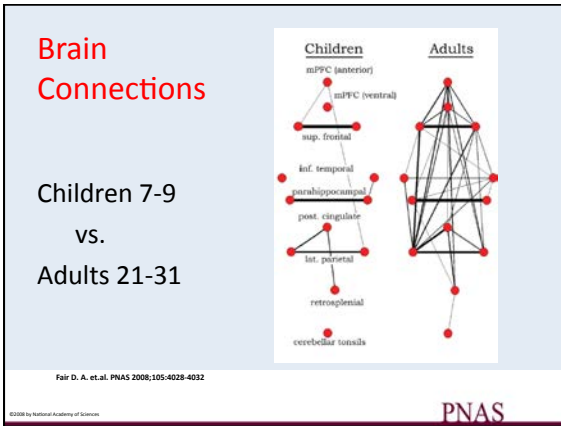 Brain
Connections
Children 7-9
vs.
Adults 21-31
Children
Adults
mPFC (anterior)
mPFC (ventral)
sup. frontal
inf. temporal
parahippocampal
post. cingulate
lat. parietal
retrosplenial
cerebellar tonsils
Fair D. A. et.al. PNAS 2008;105:4028-4032
©2008 by National Academy of Sciences
PNAS